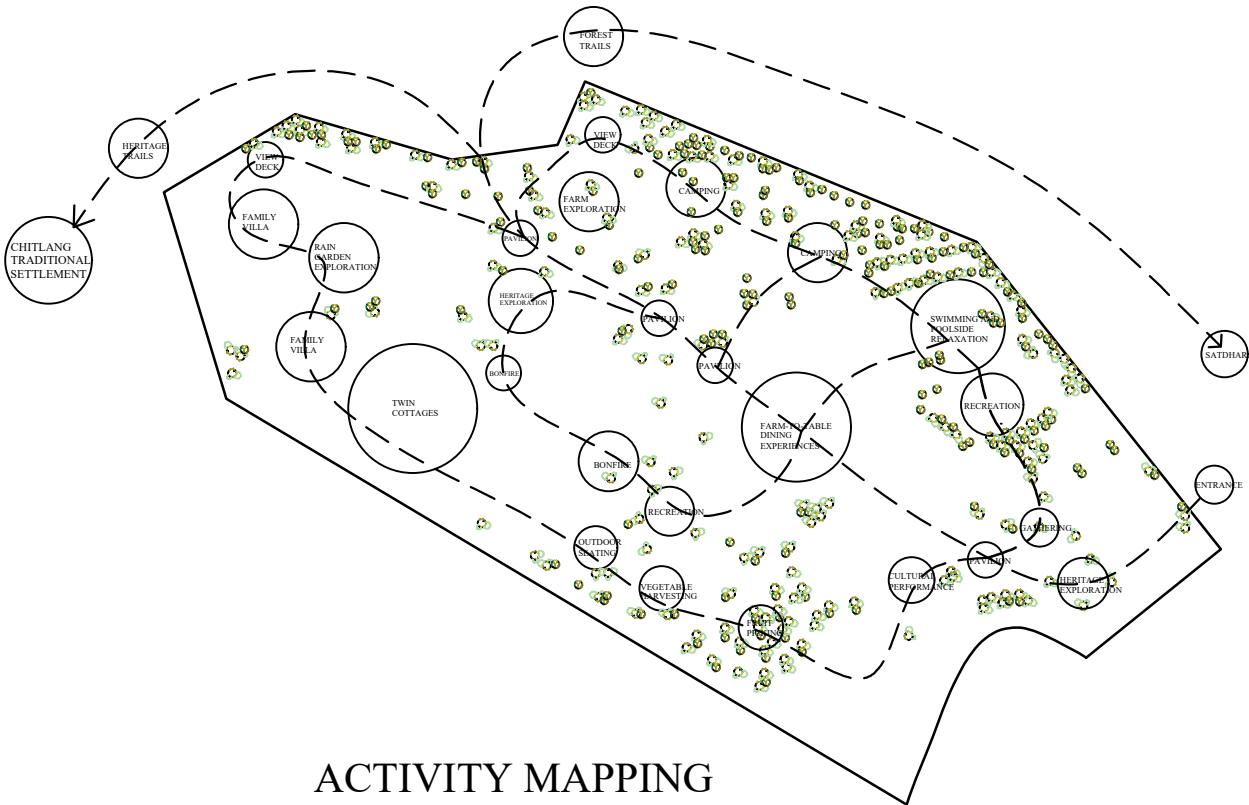 FOREST
TRAILS
HERITAGE
TRAILS
VIEW
DECK
VIEW
DECK
CHITLANG
TRADITIONAL
SETTLEMENT
FAMILY
VILLA
RAIN
GARDEN
EXPLORATION
FARM
EXPLORATION
CAMPING
PAVILION
CAMPING
HERITAGE
EXPLORATION
PAVILION
SWIMMING AND
POOLSIDE
RELAXATION
SATDHARA
FAMILY
VILLA
PAVILION
BONFIRE
TWIN
COTTAGES
RECREATION
FARM-TO-TABLE
DINING
EXPERIENCES
BONFIRE
ENTRANCE
RECREATION
GATHERING
OUTDOOR
SEATING
PAVILION
CULTURAL
PERFORMANCE
HERITAGE
EXPLORATION
VEGETABLE
HARVESTING
FRUIT
ACTIVITY MAPPING